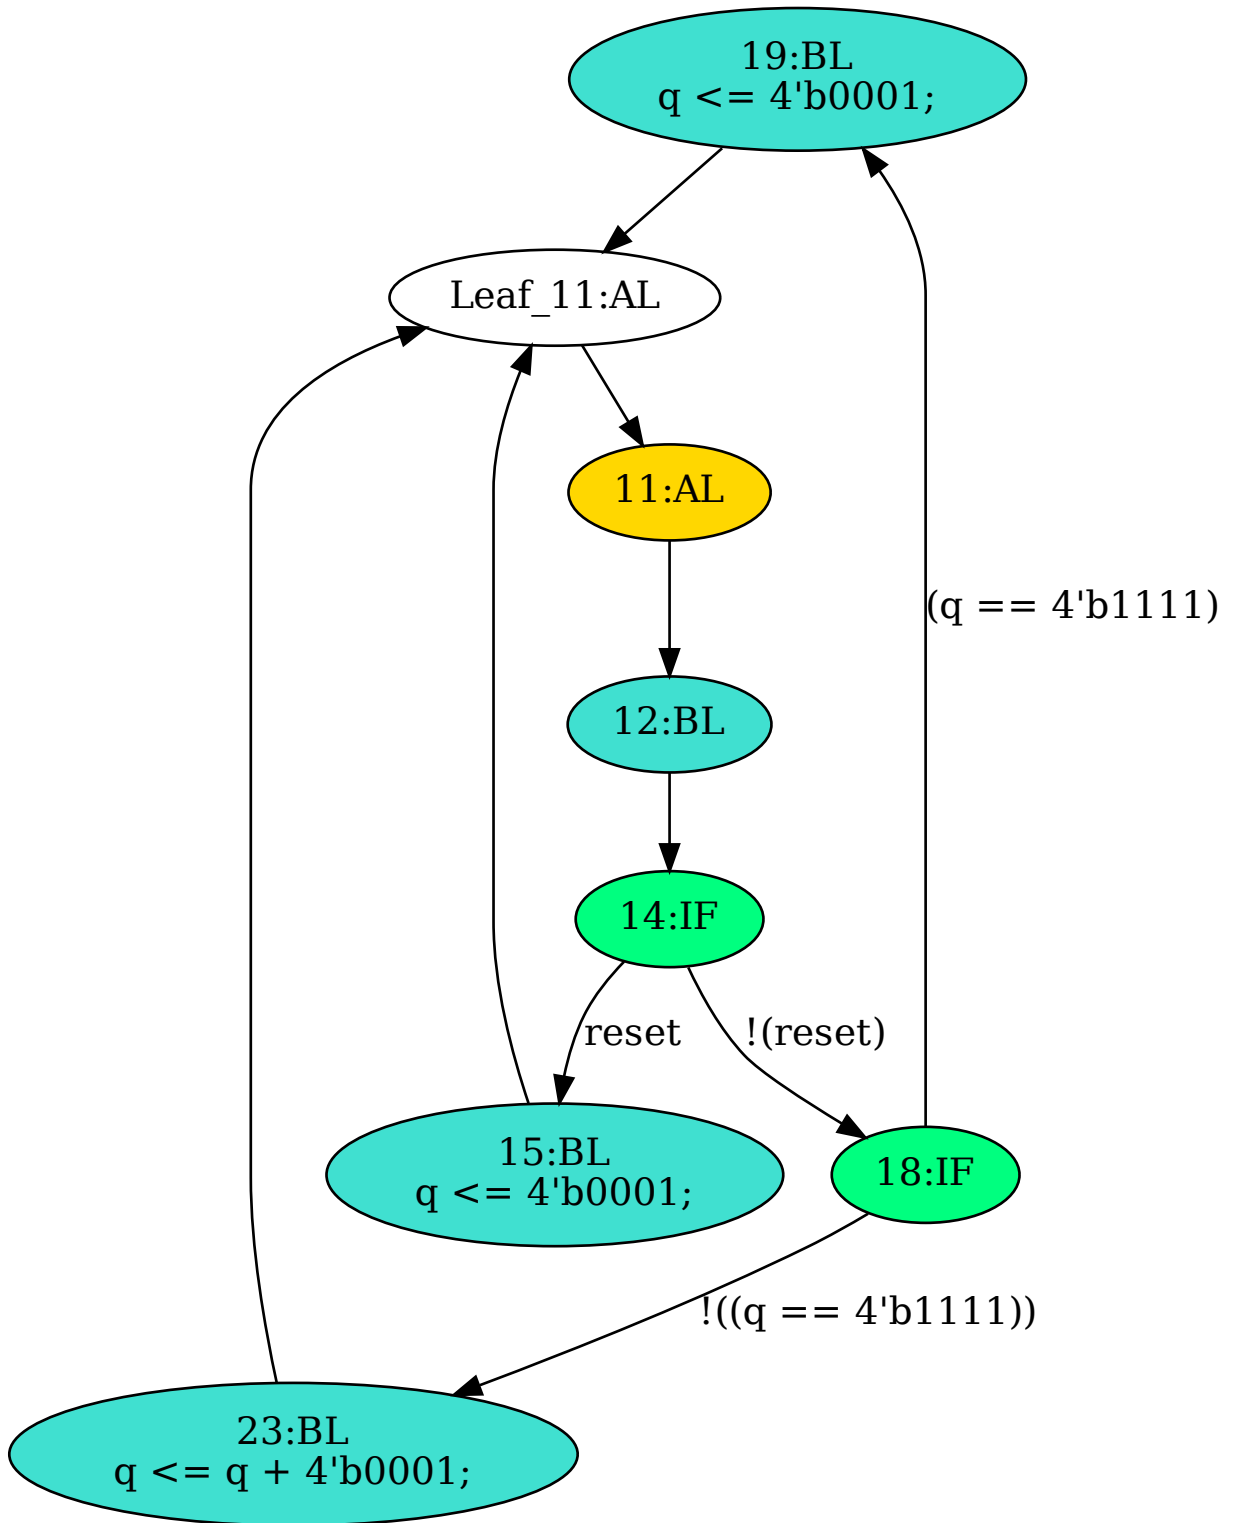 19:BL
q <= 4'b0001;
Leaf_11:AL
11:AL
(q == 4'b1111)
12:BL
14:IF
reset
!(reset)
15:BL
q <= 4'b0001;
18:IF
!((q == 4'b1111))
23:BL
q <= q + 4'b0001;